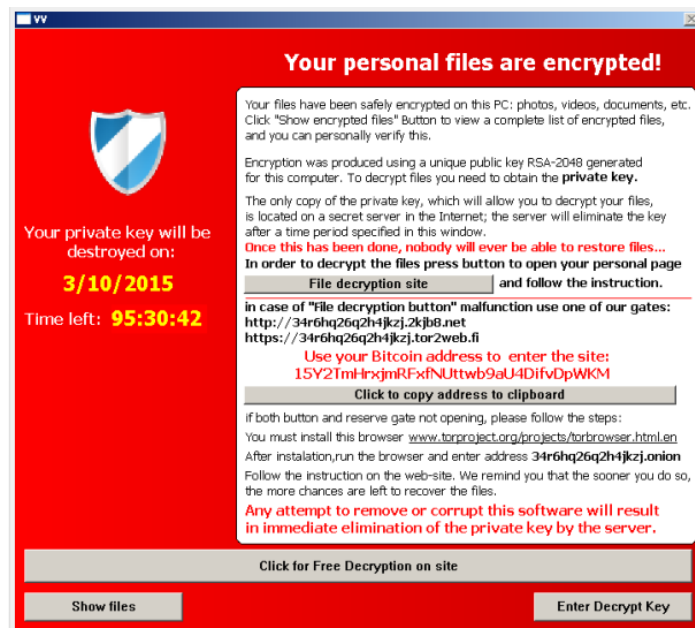 vv
Your personal files are encrypted!
Your files have been safely encrypted on this PC: photos, videos, documents, etc.
Click "Show encrypted files" Button to view a complete list of encrypted files,
and you can personally verify this.
Encryption was produced using a unique public key RSA-2048 generated
for this computer. To decrypt files you need to obtain the private key.
The only copy of the private key, which will allow you to decrypt your files,
is located on a secret server in the Internet; the server will eliminate the key
after a time period specified in this window.
Once this has been done, nobody will ever be able to restore files...
In order to decrypt the files press button to open your personal page
File decryption site
and follow the instruction.
in case of "File decryption button" malfunction use one of our gates:
http://34r6hq26q2h4jkzj.2kjb8.net
https://34r6hq26q2h4jkzj.tor2web.fi
Use your Bitcoin address to enter the site:
15Y2TmHrxjmRFxfNUttwb9aU4DifvDpWKM
Click to copy address to clipboard
if both button and reserve gate not opening, please follow the steps:
You must install this browser www.torproject.org/projects/torbrowser.html.en
After instalation,run the browser and enter address 34r6hq26q2h4jkzj.onion
Follow the instruction on the web-site. We remind you that the sooner you do so,
the more chances are left to recover the files.
Any attempt to remove or corrupt this software will result
in immediate elimination of the private key by the server.
Your private key will be
destroyed on:
3/10/2015
Time left: 95:30:42
Click for Free Decryption on site
Show files
Enter Decrypt Key